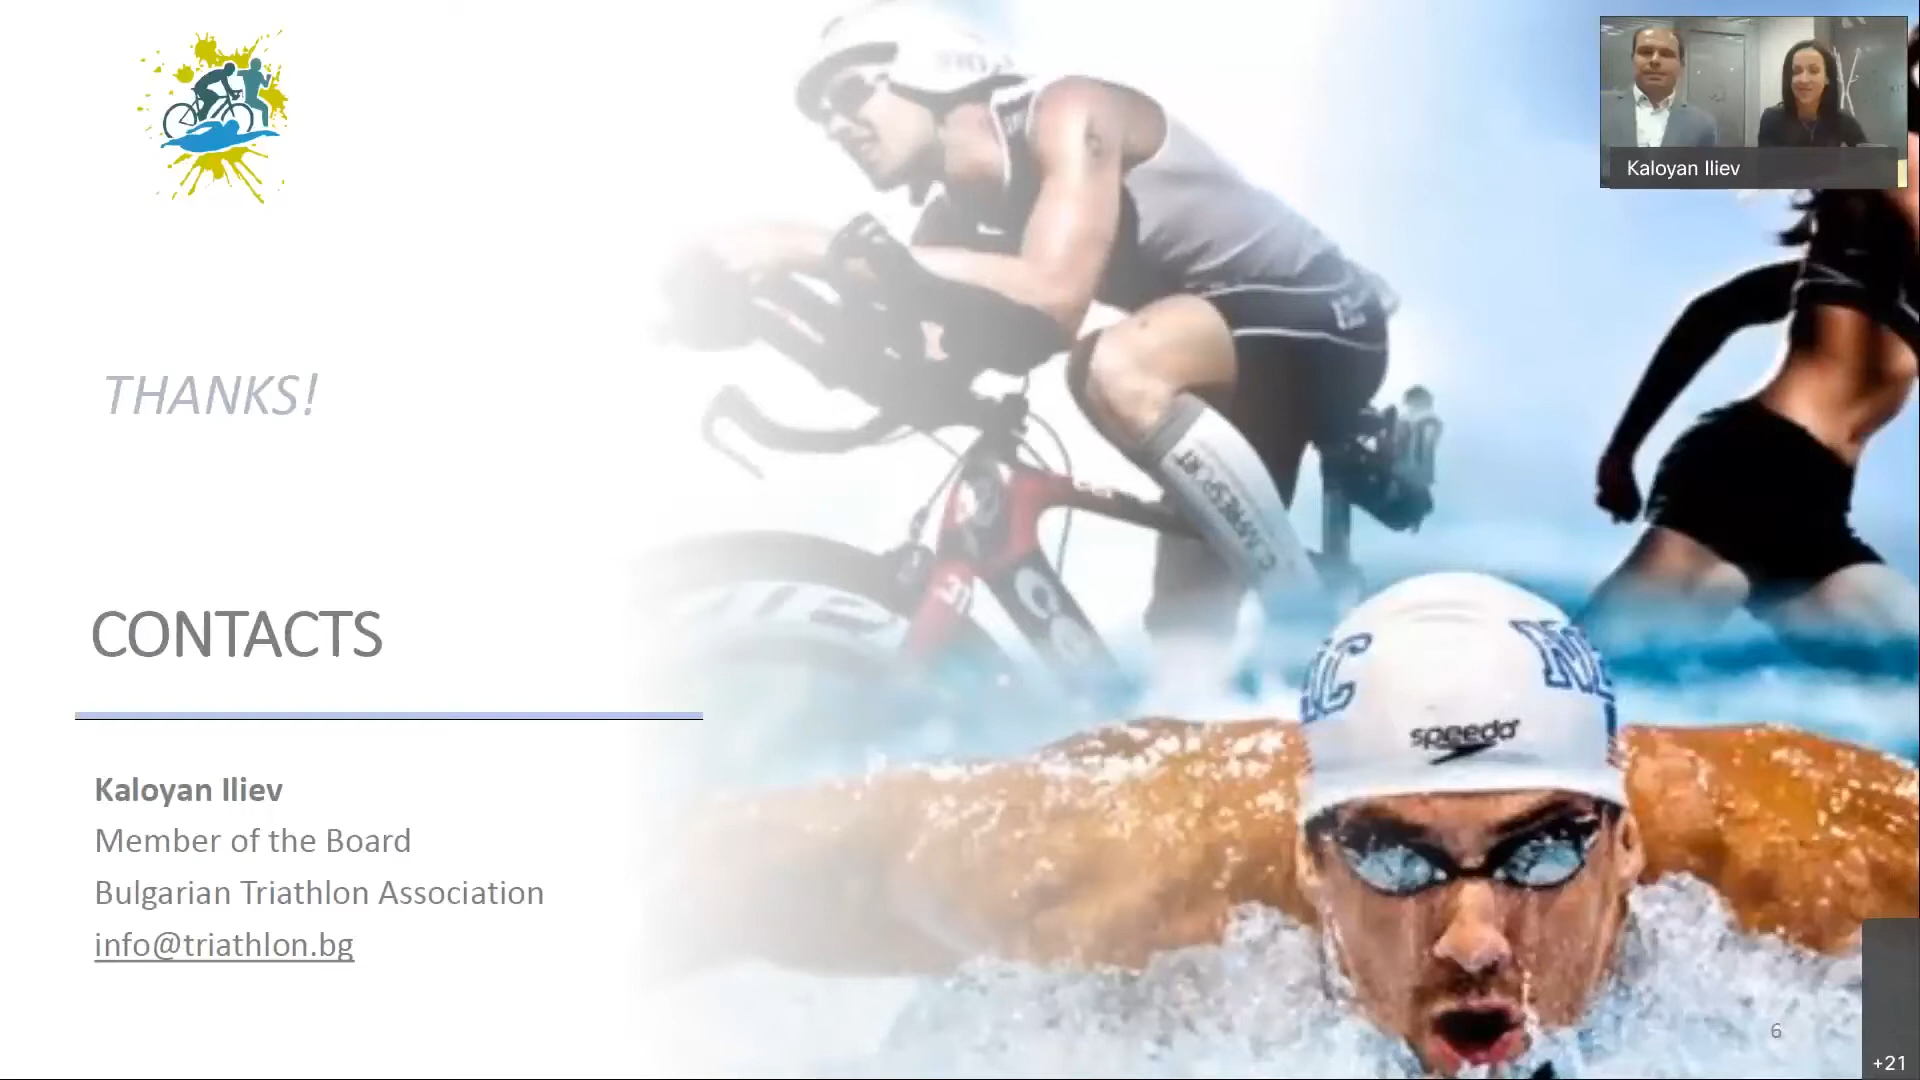 Kaloyan Iliev
THANKS!
CONTACTS
Kaloyan Iliev
Member of the Board
Bulgarian Triathlon Association
info@triathlon.bg
COMPRESSPORT
speedo
6
+21